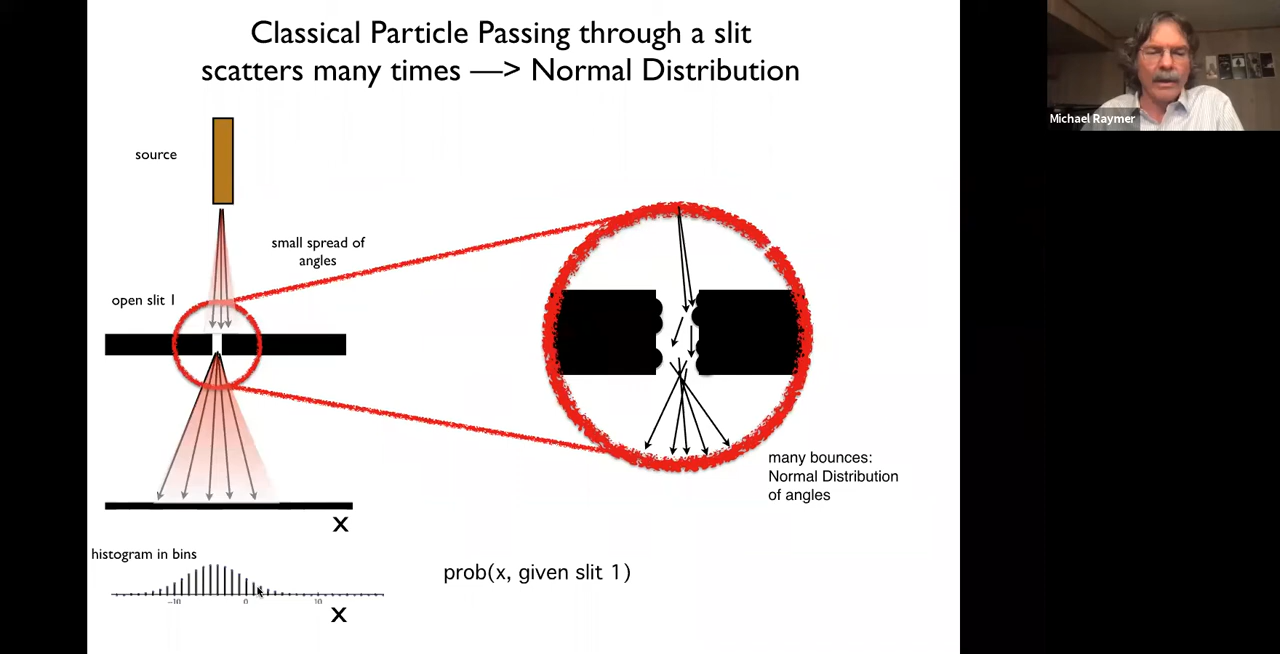 Classical Particle Passing through a slit
scatters many times —> Normal Distribution
Michael Raymer
source
small spread of
angles
open slit 1
many bounces:
Normal Distribution
of angles
X
histogram in bins
prob(x, given slit 1)
-10 0 10
X